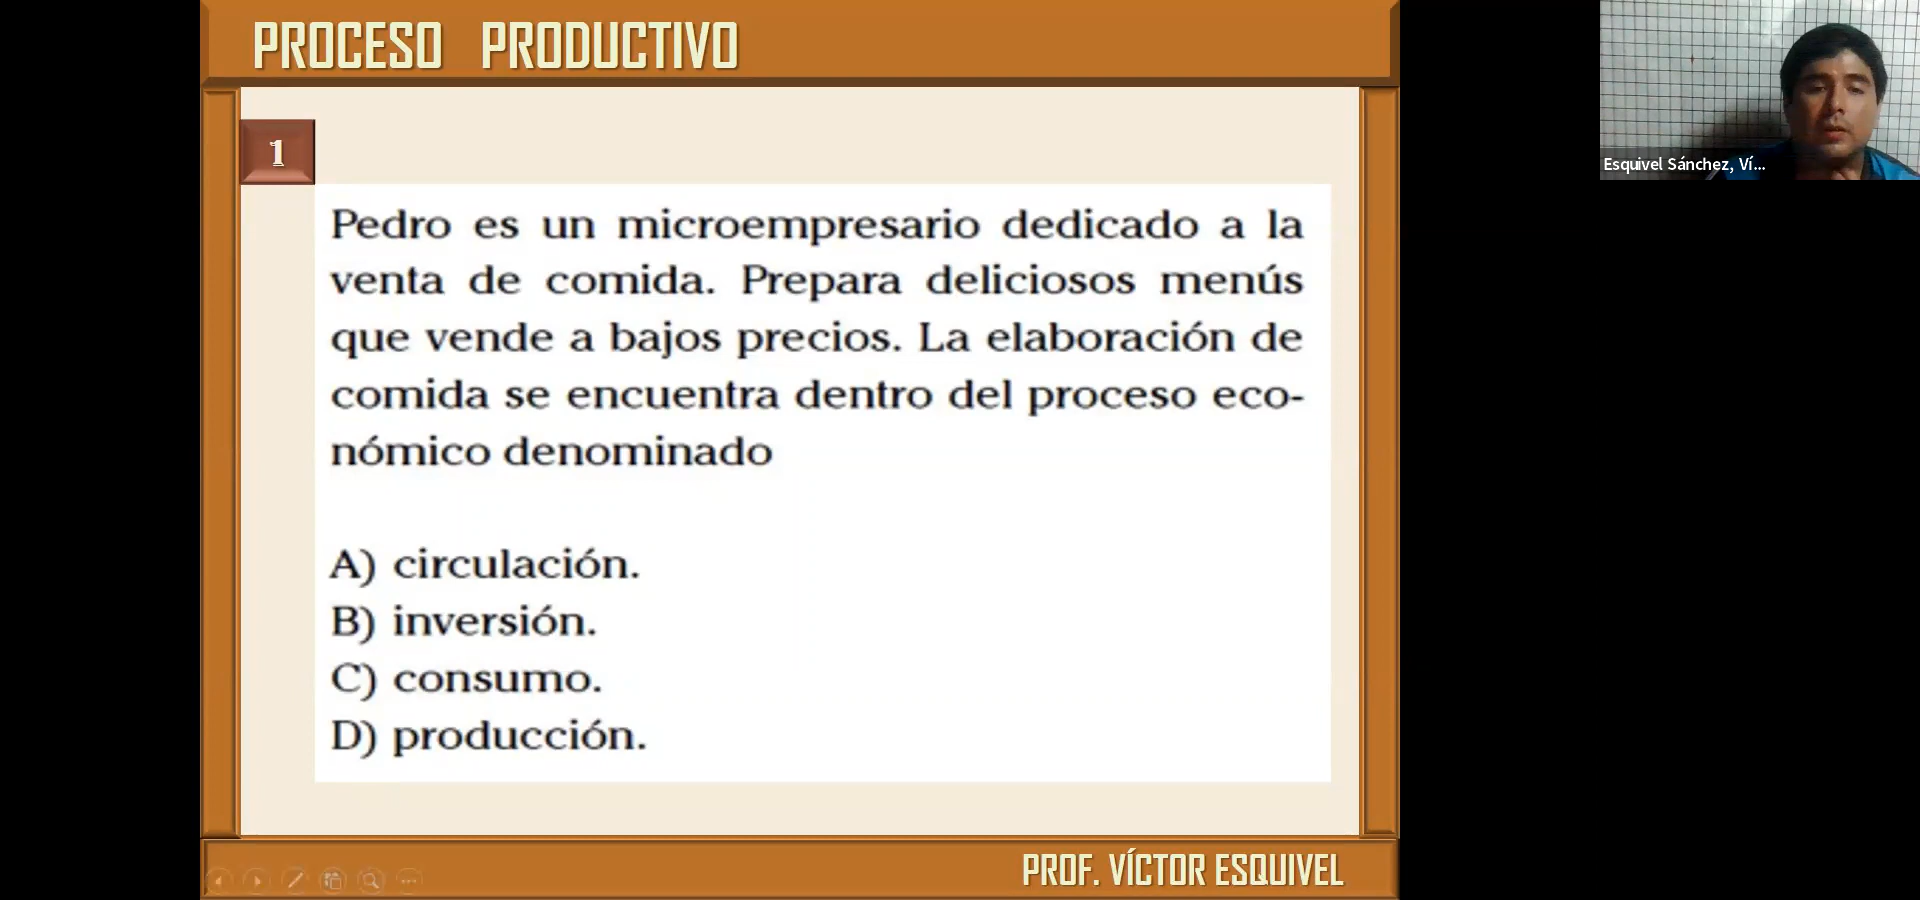 PROCESO PRODUCTIVO
Esquivel Sánchez, Ví...
1
Pedro es un microempresario dedicado a la
venta de comida. Prepara deliciosos menús
que vende a bajos precios. La elaboración de
comida se encuentra dentro del proceso eco-
nómico denominado
A) circulación.
B) inversión.
C) consumo.
D) producción.
PROF. VÍCTOR ESQUIVEL